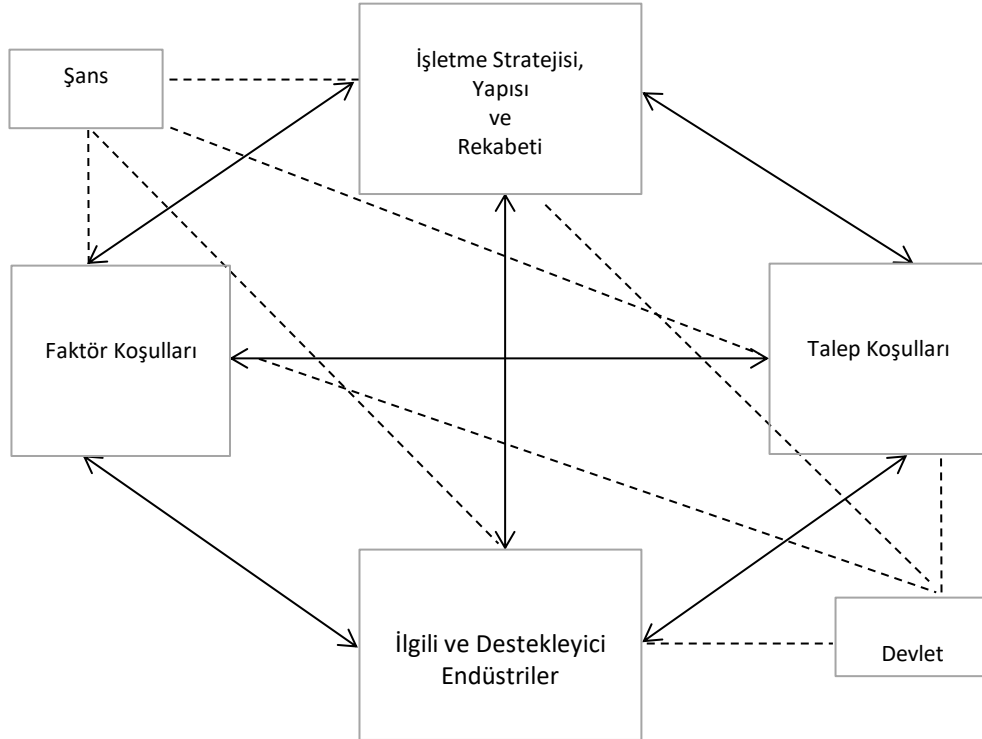 Şans
İşletme Stratejisi,
Yapısı
ve
Rekabeti
Faktör Koşulları
Talep Koşulları
İlgili ve Destekleyici
Endüstriler
Devlet